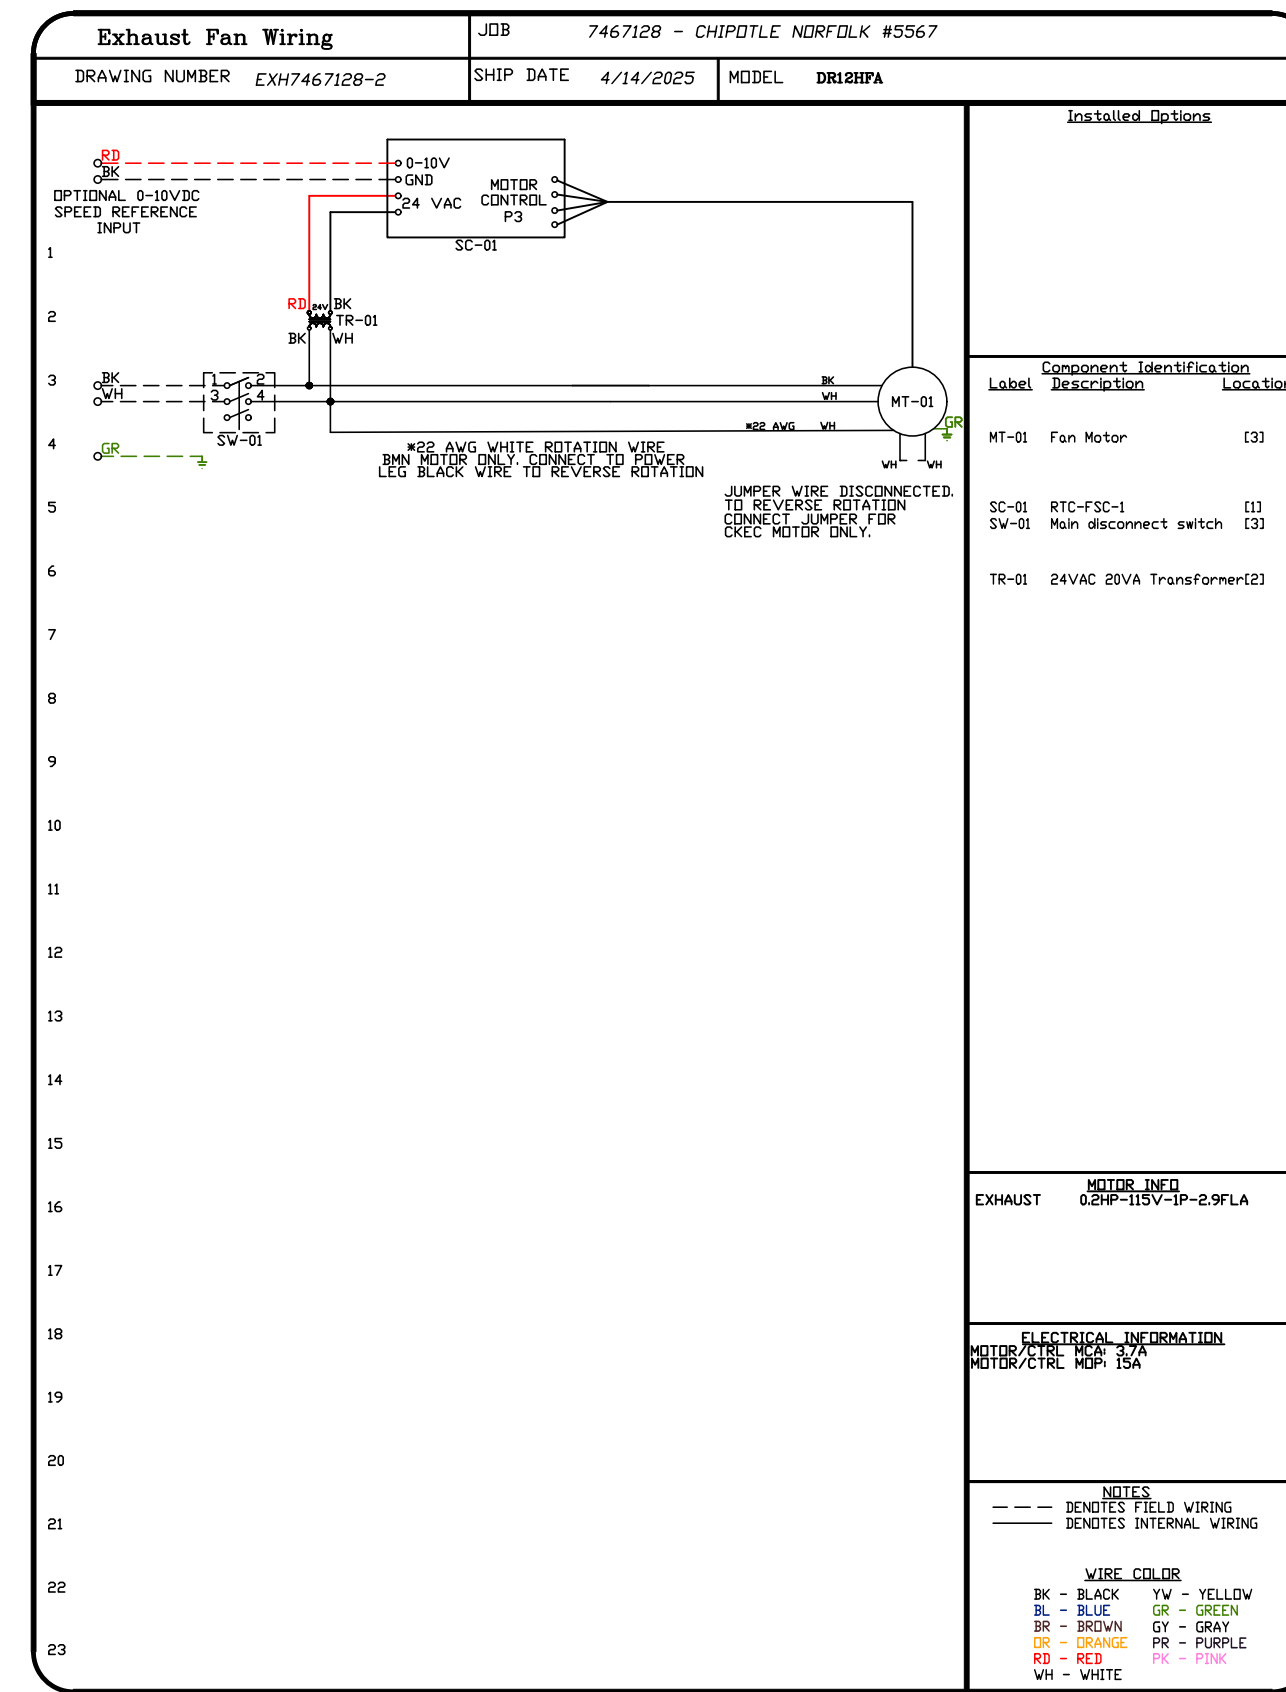 Exhaust Fan Wiring
JOB 7467128 - CHIPOTLE NORFOLK #5567
DRAWING NUMBER EXH7467128-2
SHIP DATE 4/14/2025
MODEL DR12HFA
RD
BK
OPTIONAL 0-10VDC
SPEED REFERENCE
INPUT
0-10V
GND
24 VAC
MOTOR
CONTROL
P3
SC-01
RD 24V BK
TR-01
BK WH
BK
WH
1 2
3 4
SW-01
GR
BK
WH
*22 AWG WH
MT-01
GR
WH WH
*22 AWG WHITE ROTATION WIRE
BMN MOTOR ONLY. CONNECT TO POWER
LEG BLACK WIRE TO REVERSE ROTATION
JUMPER WIRE DISCONNECTED.
TO REVERSE ROTATION
CONNECT JUMPER FOR
CKEC MOTOR ONLY.
1
2
3
4
5
6
7
8
9
10
11
12
13
14
15
16
17
18
19
20
21
22
23
Installed Options
Component Identification
Label Description Location
MT-01 Fan Motor [3]
SC-01 RTC-FSC-1 [1]
SW-01 Main disconnect switch [3]
TR-01 24VAC 20VA Transformer[2]
MOTOR INFO
EXHAUST 0.2HP-115V-1P-2.9FLA
ELECTRICAL INFORMATION
MOTOR/CTRL MCA: 3.7A
MOTOR/CTRL MOP: 15A
NOTES
DENOTES FIELD WIRING
DENOTES INTERNAL WIRING
WIRE COLOR
BK - BLACK YW - YELLOW
BL - BLUE GR - GREEN
BR - BROWN GY - GRAY
OR - ORANGE PR - PURPLE
RD - RED PK - PINK
WH - WHITE